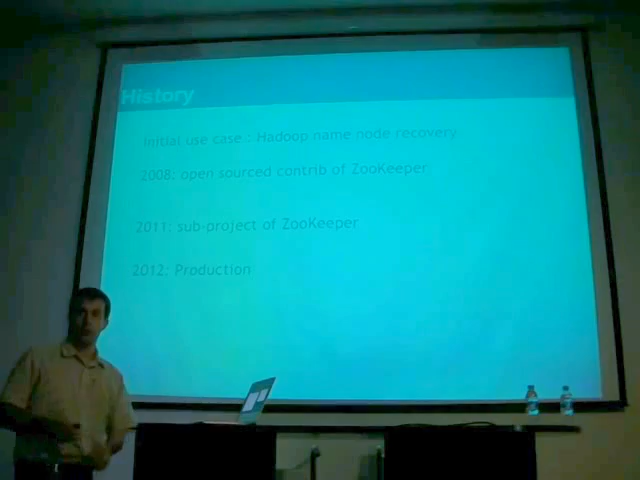 History
Initial use case : Hadoop name node recovery
2008: open sourced contrib of ZooKeeper
2011: sub-project of ZooKeeper
2012: Production